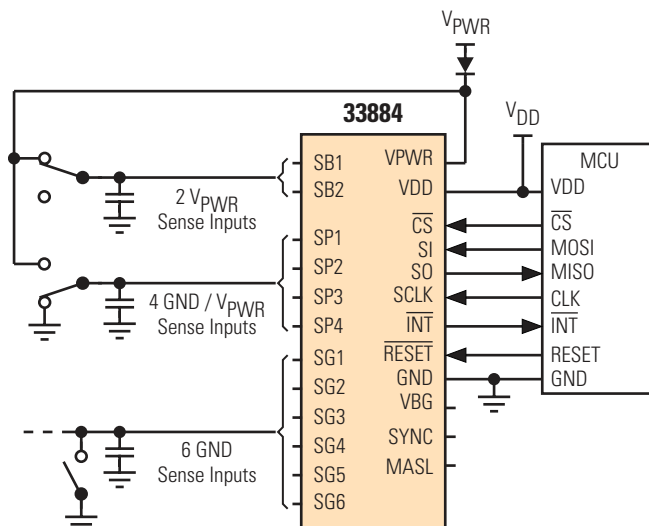 VPWR
33884
VDD
MCU
SB1
SB2
SP1
SP2
SP3
SP4
SG1
SG2
SG3
SG4
SG5
SG6
VPWR
VDD
CS
SI
SO
SCLK
INT
RESET
GND
VBG
SYNC
MASL
VDD
CS
MOSI
MISO
CLK
INT
RESET
GND
2 VPWR
Sense Inputs
4 GND / VPWR
Sense Inputs
6 GND
Sense Inputs